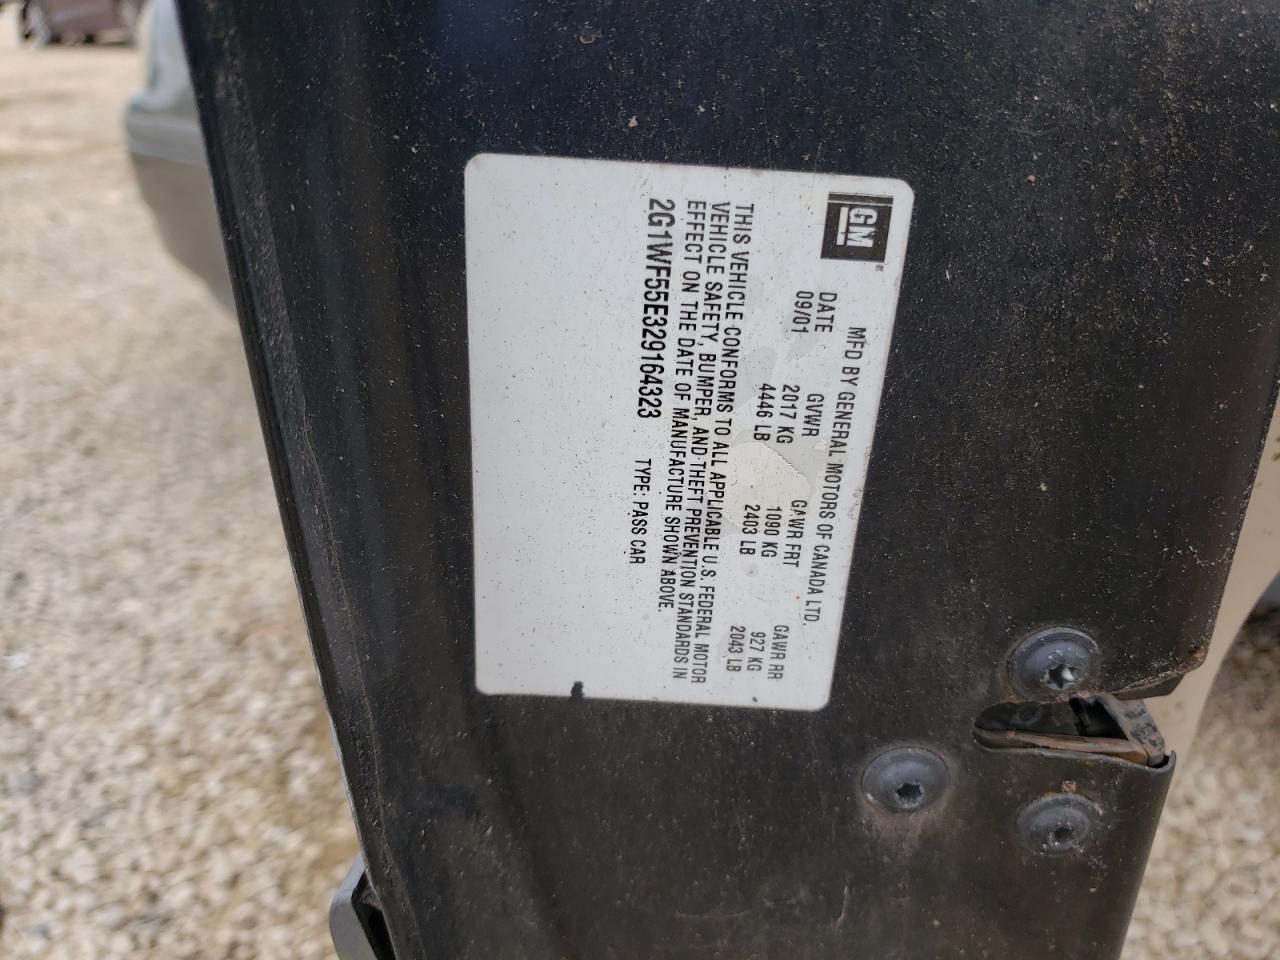 GM
MFD BY GENERAL MOTORS OF CANADA LTD.
DATE GVWR GAWR FRT GAWR RR
09/01 2017 KG 1090 KG 927 KG
4446 LB 2403 LB 2043 LB
THIS VEHICLE CONFORMS TO ALL APPLICABLE U.S. FEDERAL MOTOR
VEHICLE SAFETY, BUMPER, AND THEFT PREVENTION STANDARDS IN
EFFECT ON THE DATE OF MANUFACTURE SHOWN ABOVE.
2G1WF55E329164323 TYPE: PASS CAR